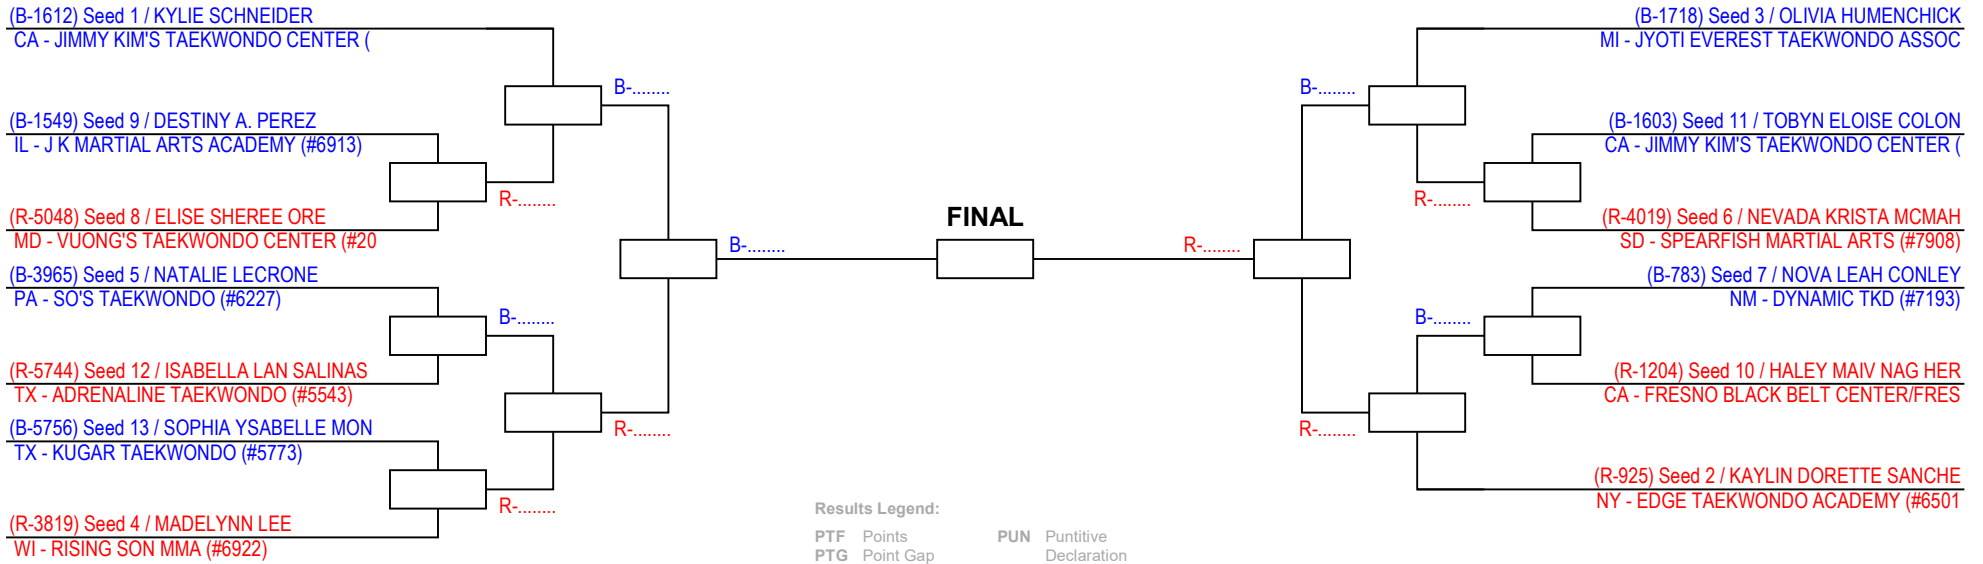 (B-1612) Seed 1 / KYLIE SCHNEIDER
CA - JIMMY KIM'S TAEKWONDO CENTER (
B-........
(B-1549) Seed 9 / DESTINY A. PEREZ
IL - J K MARTIAL ARTS ACADEMY (#6913)
R-........
(R-5048) Seed 8 / ELISE SHEREE ORE
MD - VUONG'S TAEKWONDO CENTER (#20
B-........
(B-3965) Seed 5 / NATALIE LECRONE
PA - SO'S TAEKWONDO (#6227)
B-........
(R-5744) Seed 12 / ISABELLA LAN SALINAS
TX - ADRENALINE TAEKWONDO (#5543)
R-........
(B-5756) Seed 13 / SOPHIA YSABELLE MON
TX - KUGAR TAEKWONDO (#5773)
R-........
(R-3819) Seed 4 / MADELYNN LEE
WI - RISING SON MMA (#6922)
FINAL
(B-1718) Seed 3 / OLIVIA HUMENCHICK
MI - JYOTI EVEREST TAEKWONDO ASSOC
B-........
(B-1603) Seed 11 / TOBYN ELOISE COLON
CA - JIMMY KIM'S TAEKWONDO CENTER (
R-........
(R-4019) Seed 6 / NEVADA KRISTA MCMAH
SD - SPEARFISH MARTIAL ARTS (#7908)
R-........
(B-783) Seed 7 / NOVA LEAH CONLEY
NM - DYNAMIC TKD (#7193)
B-........
(R-1204) Seed 10 / HALEY MAIV NAG HER
CA - FRESNO BLACK BELT CENTER/FRES
R-........
(R-925) Seed 2 / KAYLIN DORETTE SANCHE
NY - EDGE TAEKWONDO ACADEMY (#6501
Results Legend:
PTF Points PUN Puntitive
PTG Point Gap Declaration